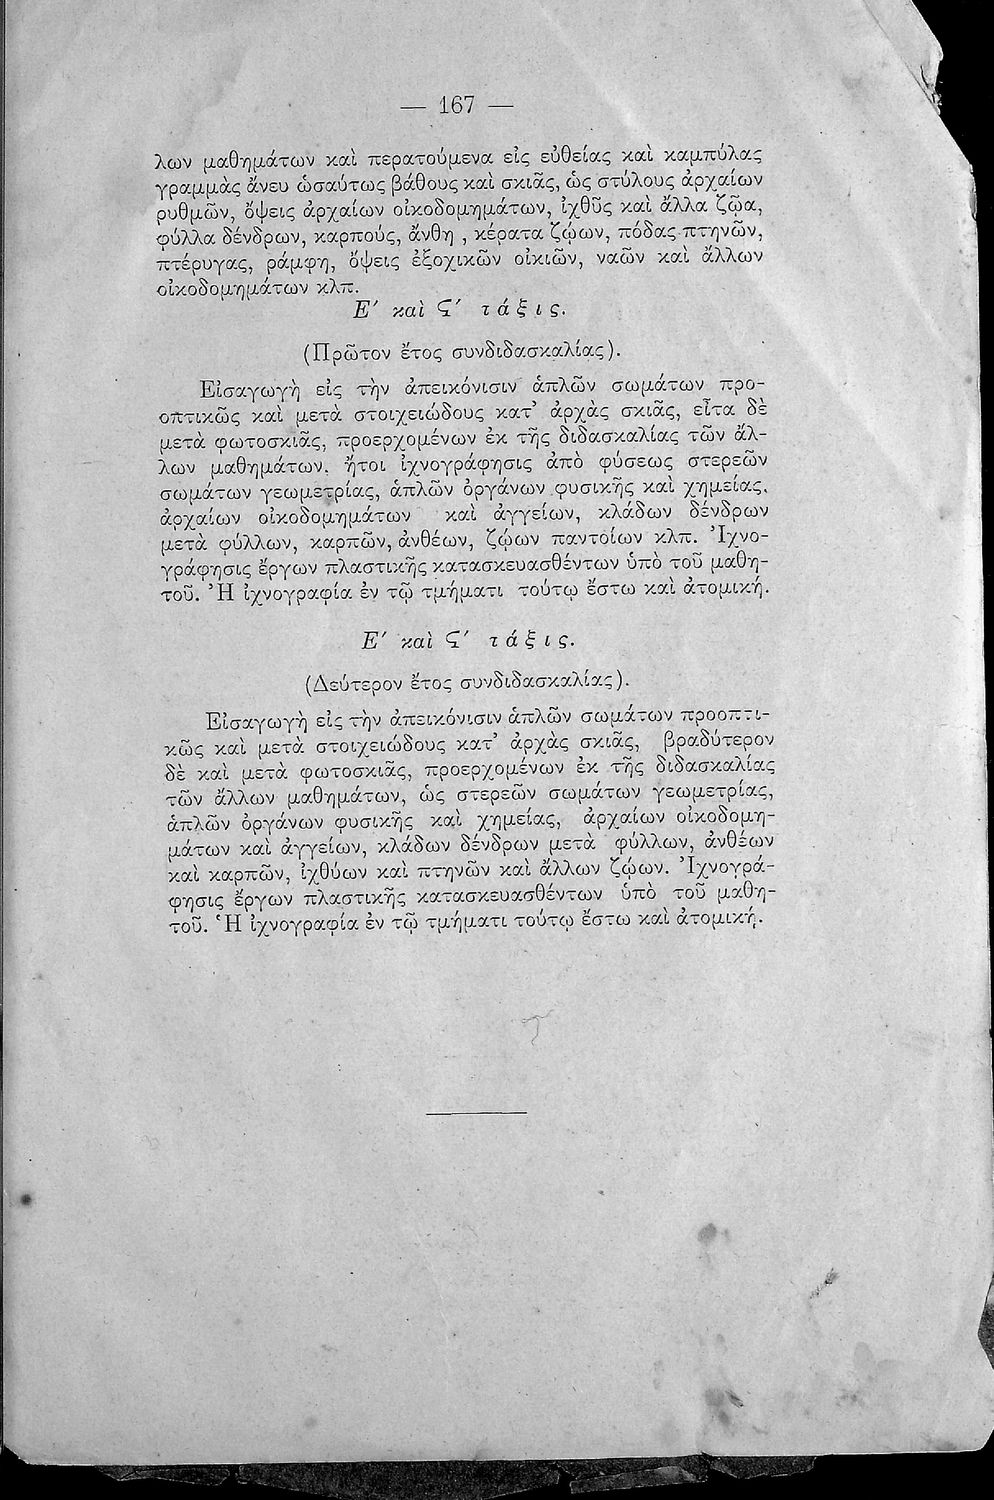 — 167 —
λων μαθημάτων καὶ περατούμενα εἰς εὐθείας καὶ καμπύλας
γραμμὰς ἄνευ ὡσαύτως βάθους καὶ σκιᾶς, ὡς στύλους ἀρχαίων
ρυθμῶν, ὄψεις ἀρχαίων οἰκοδομημάτων, ἰχθῦς καὶ ἄλλα ζῷα,
φύλλα δένδρων, καρπούς, ἄνθη , κέρατα ζῴων, πόδας πτηνῶν,
πτέρυγας, ράμφη, ὄψεις ἐξοχικῶν οἰκιῶν, ναῶν καὶ ἄλλων
οἰκοδομημάτων κλπ.
Ε΄ καὶ Ϛ΄ τάξις.
(Πρῶτον ἔτος συνδιδασκαλίας).
Εἰσαγωγὴ εἰς τὴν ἀπεικόνισιν ἁπλῶν σωμάτων προ-
οπτικῶς καὶ μετὰ στοιχειώδους κατ’ ἀρχὰς σκιᾶς, εἶτα δὲ
μετὰ φωτοσκιᾶς, προερχομένων ἐκ τῆς διδασκαλίας τῶν ἄλ-
λων μαθημάτων. ἤτοι ἰχνογράφησις ἀπὸ φύσεως στερεῶν
σωμάτων γεωμετρίας, ἁπλῶν ὀργάνων φυσικῆς καὶ χημείας,
ἀρχαίων οἰκοδομημάτων καὶ ἀγγείων, κλάδων δένδρων
μετὰ φύλλων, καρπῶν, ἀνθέων, ζῴων παντοίων κλπ. Ἰχνο-
γράφησις ἔργων πλαστικῆς κατασκευασθέντων ὑπὸ τοῦ μαθη-
τοῦ. Ἡ ἰχνογραφία ἐν τῷ τμήματι τούτῳ ἔστω καὶ ἀτομική.
Ε΄ καὶ Ϛ΄ τάξις.
(Δεύτερον ἔτος συνδιδασκαλίας).
Εἰσαγωγὴ εἰς τὴν ἀπεικόνισιν ἁπλῶν σωμάτων προοπτι-
κῶς καὶ μετὰ στοιχειώδους κατ’ ἀρχὰς σκιᾶς, βραδύτερον
δὲ καὶ μετὰ φωτοσκιᾶς, προερχομένων ἐκ τῆς διδασκαλίας
τῶν ἄλλων μαθημάτων, ὡς στερεῶν σωμάτων γεωμετρίας,
ἁπλῶν ὀργάνων φυσικῆς καὶ χημείας, ἀρχαίων οἰκοδομη-
μάτων καὶ ἀγγείων, κλάδων δένδρων μετὰ φύλλων, ἀνθέων
καὶ καρπῶν, ἰχθύων καὶ πτηνῶν καὶ ἄλλων ζῴων. Ἰχνογρά-
φησις ἔργων πλαστικῆς κατασκευασθέντων ὑπὸ τοῦ μαθη-
τοῦ. Ἡ ἰχνογραφία ἐν τῷ τμήματι τούτῳ ἔστω καὶ ἀτομική.